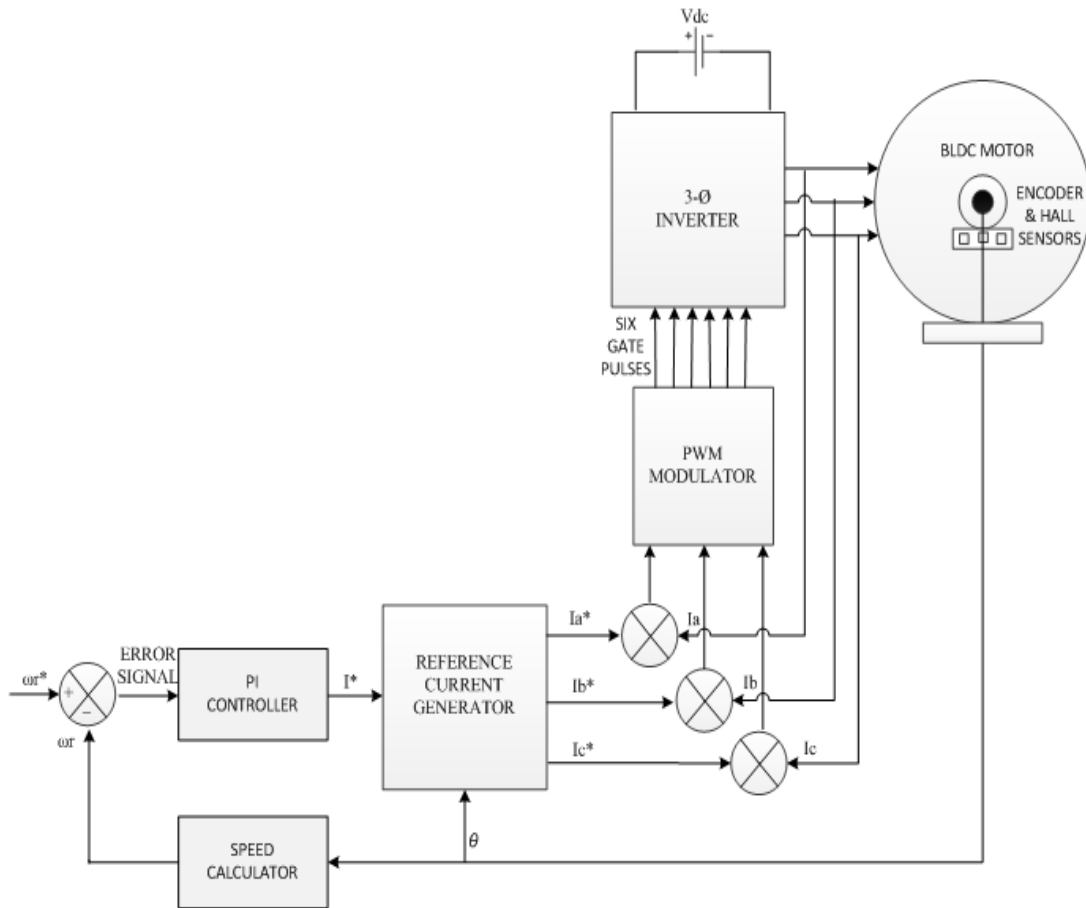 Vdc
+ −
BLDC MOTOR
3-Ø
INVERTER
ENCODER
& HALL
SENSORS
SIX
GATE
PULSES
PWM
MODULATOR
Ia*
Ia
REFERENCE
CURRENT
GENERATOR
ERROR
SIGNAL
ωr*
+
−
PI
CONTROLLER
I*
Ib*
Ib
ωr
Ic*
Ic
θ
SPEED
CALCULATOR